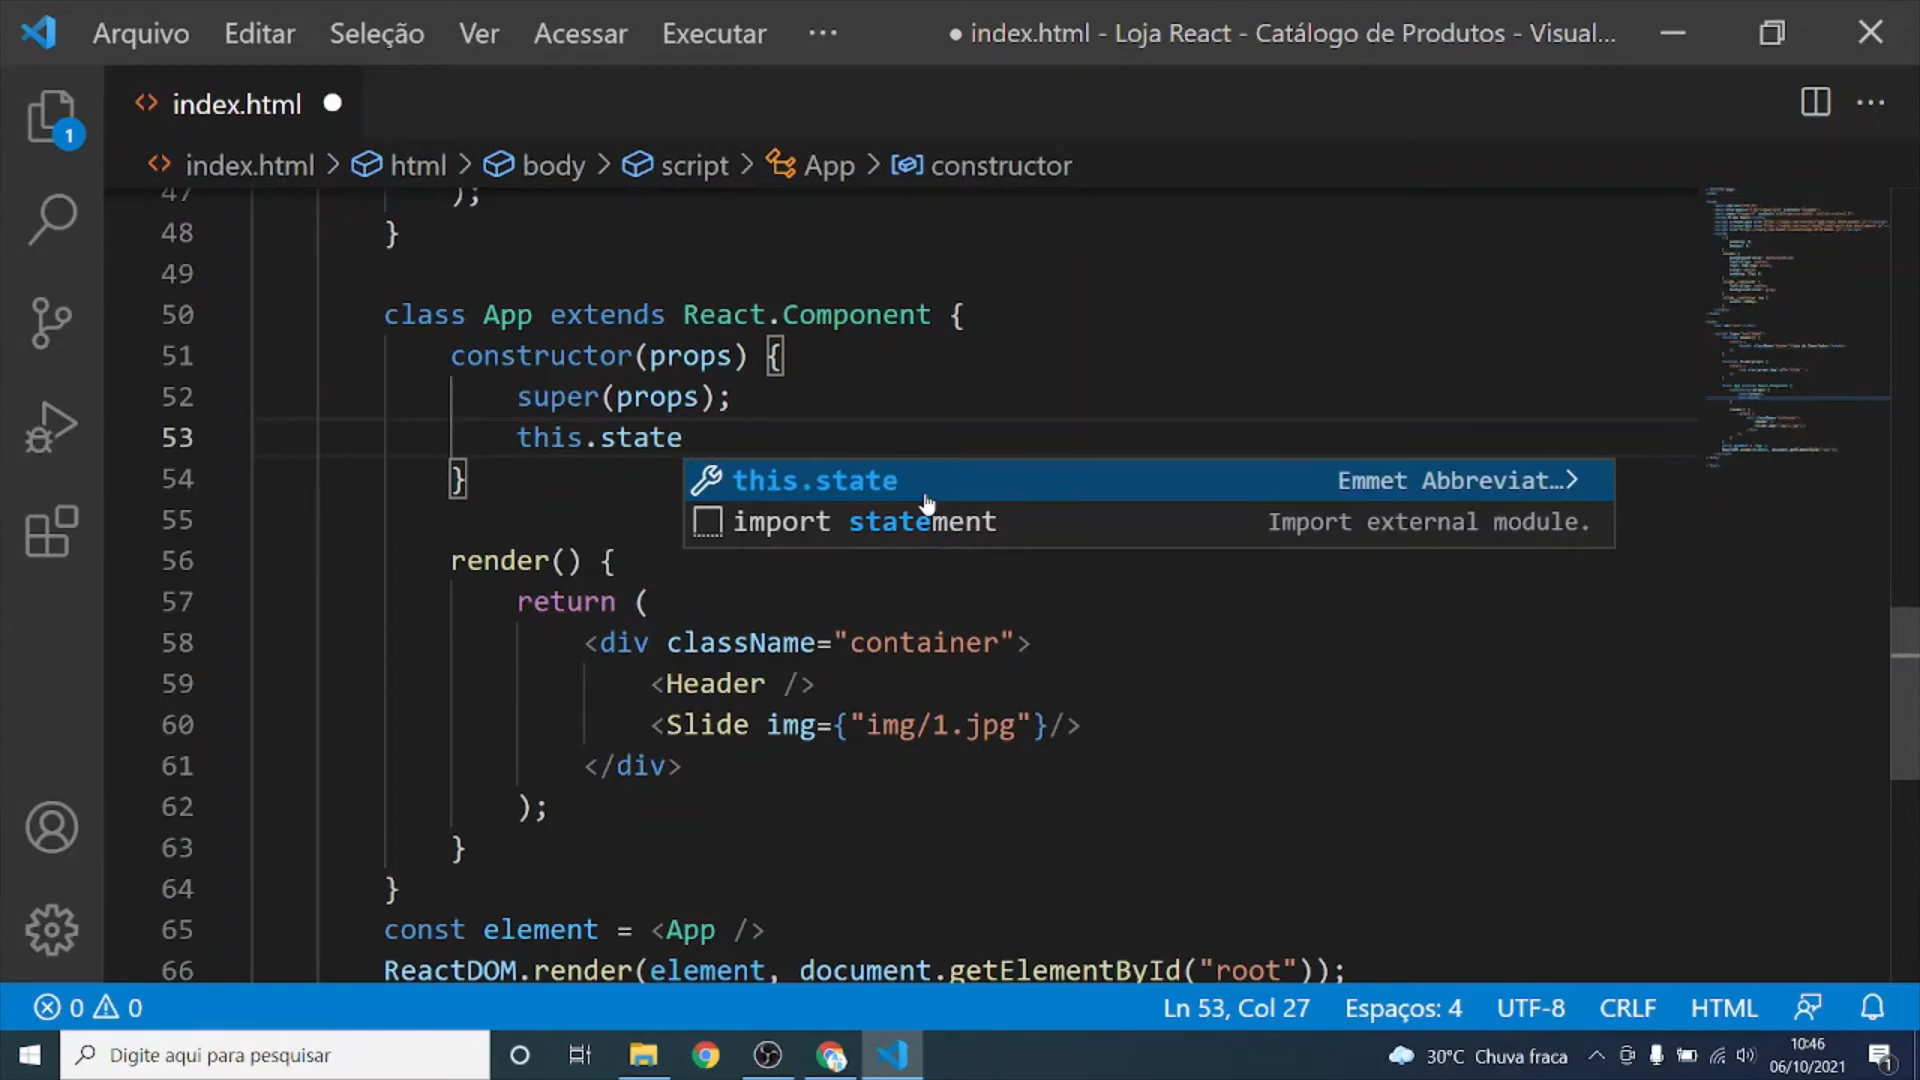 Arquivo Editar Seleção Ver Acessar Executar ··· ● index.html - Loja React - Catálogo de Produtos - Visual...
index.html
index.html > html > body > script > App > constructor
47 );
48 }
49
50 class App extends React.Component {
51 constructor(props) {
52 super(props);
53 this.state
this.state Emmet Abbreviat...>
54 }
import statement Import external module.
55
56 render() {
57 return (
58 <div className="container">
59 <Header />
60 <Slide img={"img/1.jpg"}/>
61 </div>
62 );
63 }
64 }
65 const element = <App />
66 ReactDOM.render(element, document.getElementById("root"));
1
0 0 Ln 53, Col 27 Espaços: 4 UTF-8 CRLF HTML
Digite aqui para pesquisar 30°C Chuva fraca 10:46
06/10/2021 1